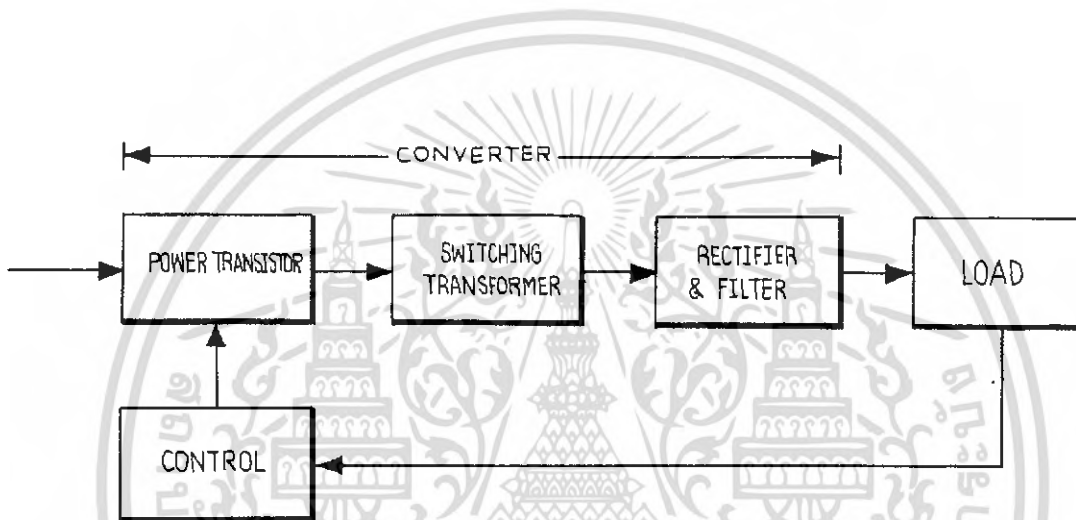 CONVERTER
POWER TRANSISTOR
SWITCHING
TRANSFORMER
RECTIFIER
& FILTER
LOAD
CONTROL